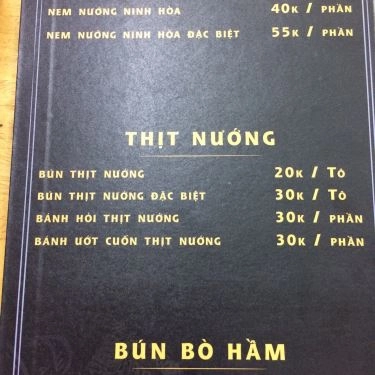 NEM NƯỚNG NINH HÒA 40K / PHẦN
NEM NƯỚNG NINH HÒA ĐẶC BIỆT 55K / PHẦN
THỊT NƯỚNG
BÚN THỊT NƯỚNG 20K / TÔ
BÚN THỊT NƯỚNG ĐẶC BIỆT 30K / TÔ
BÁNH HỎI THỊT NƯỚNG 30K / PHẦN
BÁNH ƯỚT CUỐN THỊT NƯỚNG 30K / PHẦN
BÚN BÒ HẦM